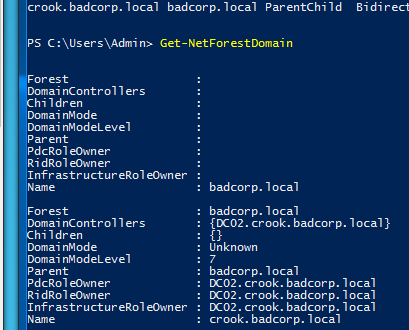 crook.badcorp.local badcorp.local ParentChild Bidirect
PS C:\Users\Admin> Get-NetForestDomain
Forest :
DomainControllers :
Children :
DomainMode :
DomainModeLevel :
Parent :
PdcRoleOwner :
RidRoleOwner :
InfrastructureRoleOwner :
Name : badcorp.local
Forest : badcorp.local
DomainControllers : {DC02.crook.badcorp.local}
Children : {}
DomainMode : Unknown
DomainModeLevel : 7
Parent : badcorp.local
PdcRoleOwner : DC02.crook.badcorp.local
RidRoleOwner : DC02.crook.badcorp.local
InfrastructureRoleOwner : DC02.crook.badcorp.local
Name : crook.badcorp.local